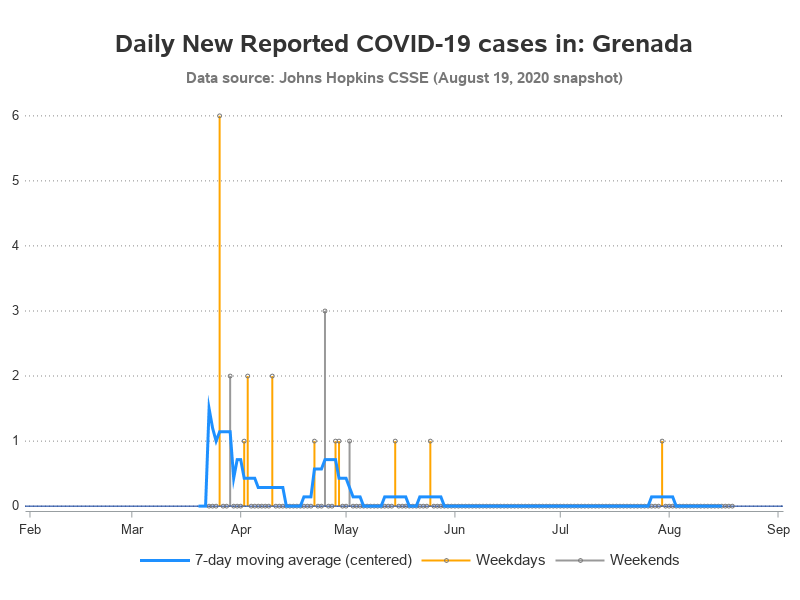 Daily New Reported COVID-19 cases in: Grenada
Data source: Johns Hopkins CSSE (August 19, 2020 snapshot)
6
5
4
3
2
1
0
Feb Mar Apr May Jun Jul Aug Sep
7-day moving average (centered) Weekdays Weekends